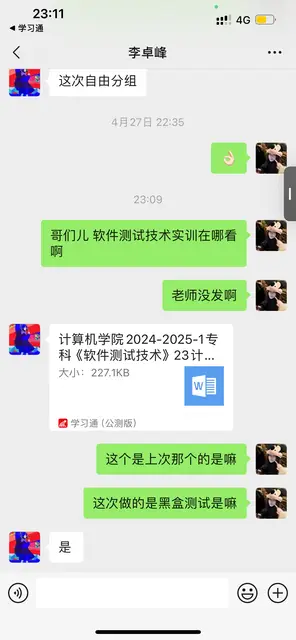 23:11
4G
学习通
李卓峰
这次自由分组
4月27日 22:35
23:09
哥们儿 软件测试技术实训在哪看
啊
老师没发啊
计算机学院2024-2025-1专
科《软件测试技术》23计...
大小：227.1KB
W
学习通 (公测版)
这个是上次那个的是嘛
这次做的是黑盒测试是嘛
是